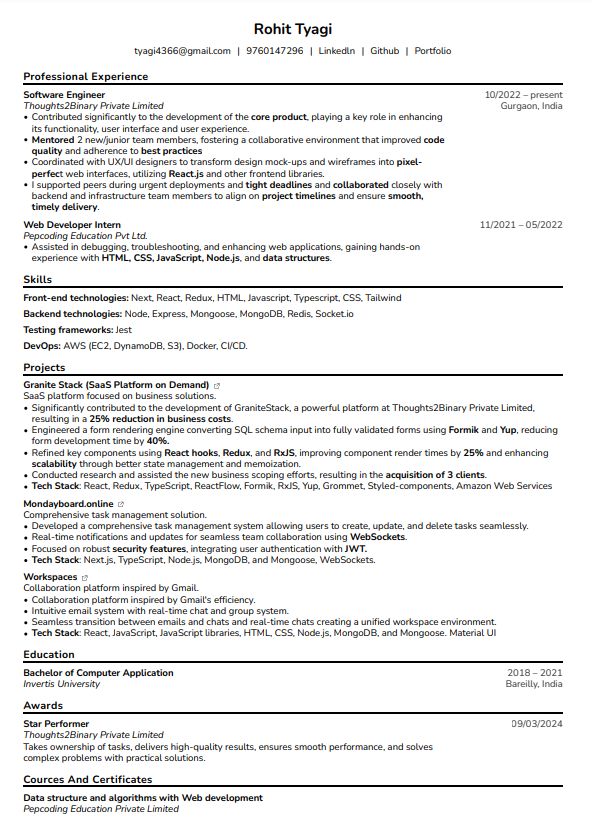 Rohit Tyagi
tyagi4366@gmail.com | 9760147296 | LinkedIn | Github | Portfolio
Professional Experience
Software Engineer 10/2022 – present
Thoughts2Binary Private Limited Gurgaon, India
• Contributed significantly to the development of the core product, playing a key role in enhancing
its functionality, user interface and user experience.
• Mentored 2 new/junior team members, fostering a collaborative environment that improved code
quality and adherence to best practices
• Coordinated with UX/UI designers to transform design mock-ups and wireframes into pixel-
perfect web interfaces, utilizing React.js and other frontend libraries.
• I supported peers during urgent deployments and tight deadlines and collaborated closely with
backend and infrastructure team members to align on project timelines and ensure smooth,
timely delivery.
Web Developer Intern 11/2021 – 05/2022
Pepcoding Education Pvt Ltd.
• Assisted in debugging, troubleshooting, and enhancing web applications, gaining hands-on
experience with HTML, CSS, JavaScript, Node.js, and data structures.
Skills
Front-end technologies: Next, React, Redux, HTML, Javascript, Typescript, CSS, Tailwind
Backend technologies: Node, Express, Mongoose, MongoDB, Redis, Socket.io
Testing frameworks: Jest
DevOps: AWS (EC2, DynamoDB, S3), Docker, CI/CD.
Projects
Granite Stack (SaaS Platform on Demand)
SaaS platform focused on business solutions.
• Significantly contributed to the development of GraniteStack, a powerful platform at Thoughts2Binary Private Limited,
resulting in a 25% reduction in business costs.
• Engineered a form rendering engine converting SQL schema input into fully validated forms using Formik and Yup, reducing
form development time by 40%.
• Refined key components using React hooks, Redux, and RxJS, improving component render times by 25% and enhancing
scalability through better state management and memoization.
• Conducted research and assisted the new business scoping efforts, resulting in the acquisition of 3 clients.
• Tech Stack: React, Redux, TypeScript, ReactFlow, Formik, RxJS, Yup, Grommet, Styled-components, Amazon Web Services
Mondayboard.online
Comprehensive task management solution.
• Developed a comprehensive task management system allowing users to create, update, and delete tasks seamlessly.
• Real-time notifications and updates for seamless team collaboration using WebSockets.
• Focused on robust security features, integrating user authentication with JWT.
• Tech Stack: Next.js, TypeScript, Node.js, MongoDB, and Mongoose, WebSockets.
Workspaces
Collaboration platform inspired by Gmail.
• Collaboration platform inspired by Gmail's efficiency.
• Intuitive email system with real-time chat and group system.
• Seamless transition between emails and chats and real-time chats creating a unified workspace environment.
• Tech Stack: React, JavaScript, JavaScript libraries, HTML, CSS, Node.js, MongoDB, and Mongoose. Material UI
Education
Bachelor of Computer Application 2018 – 2021
Invertis University Bareilly, India
Awards
Star Performer 09/03/2024
Thoughts2Binary Private Limited
Takes ownership of tasks, delivers high-quality results, ensures smooth performance, and solves
complex problems with practical solutions.
Cources And Certificates
Data structure and algorithms with Web development
Pepcoding Education Private Limited